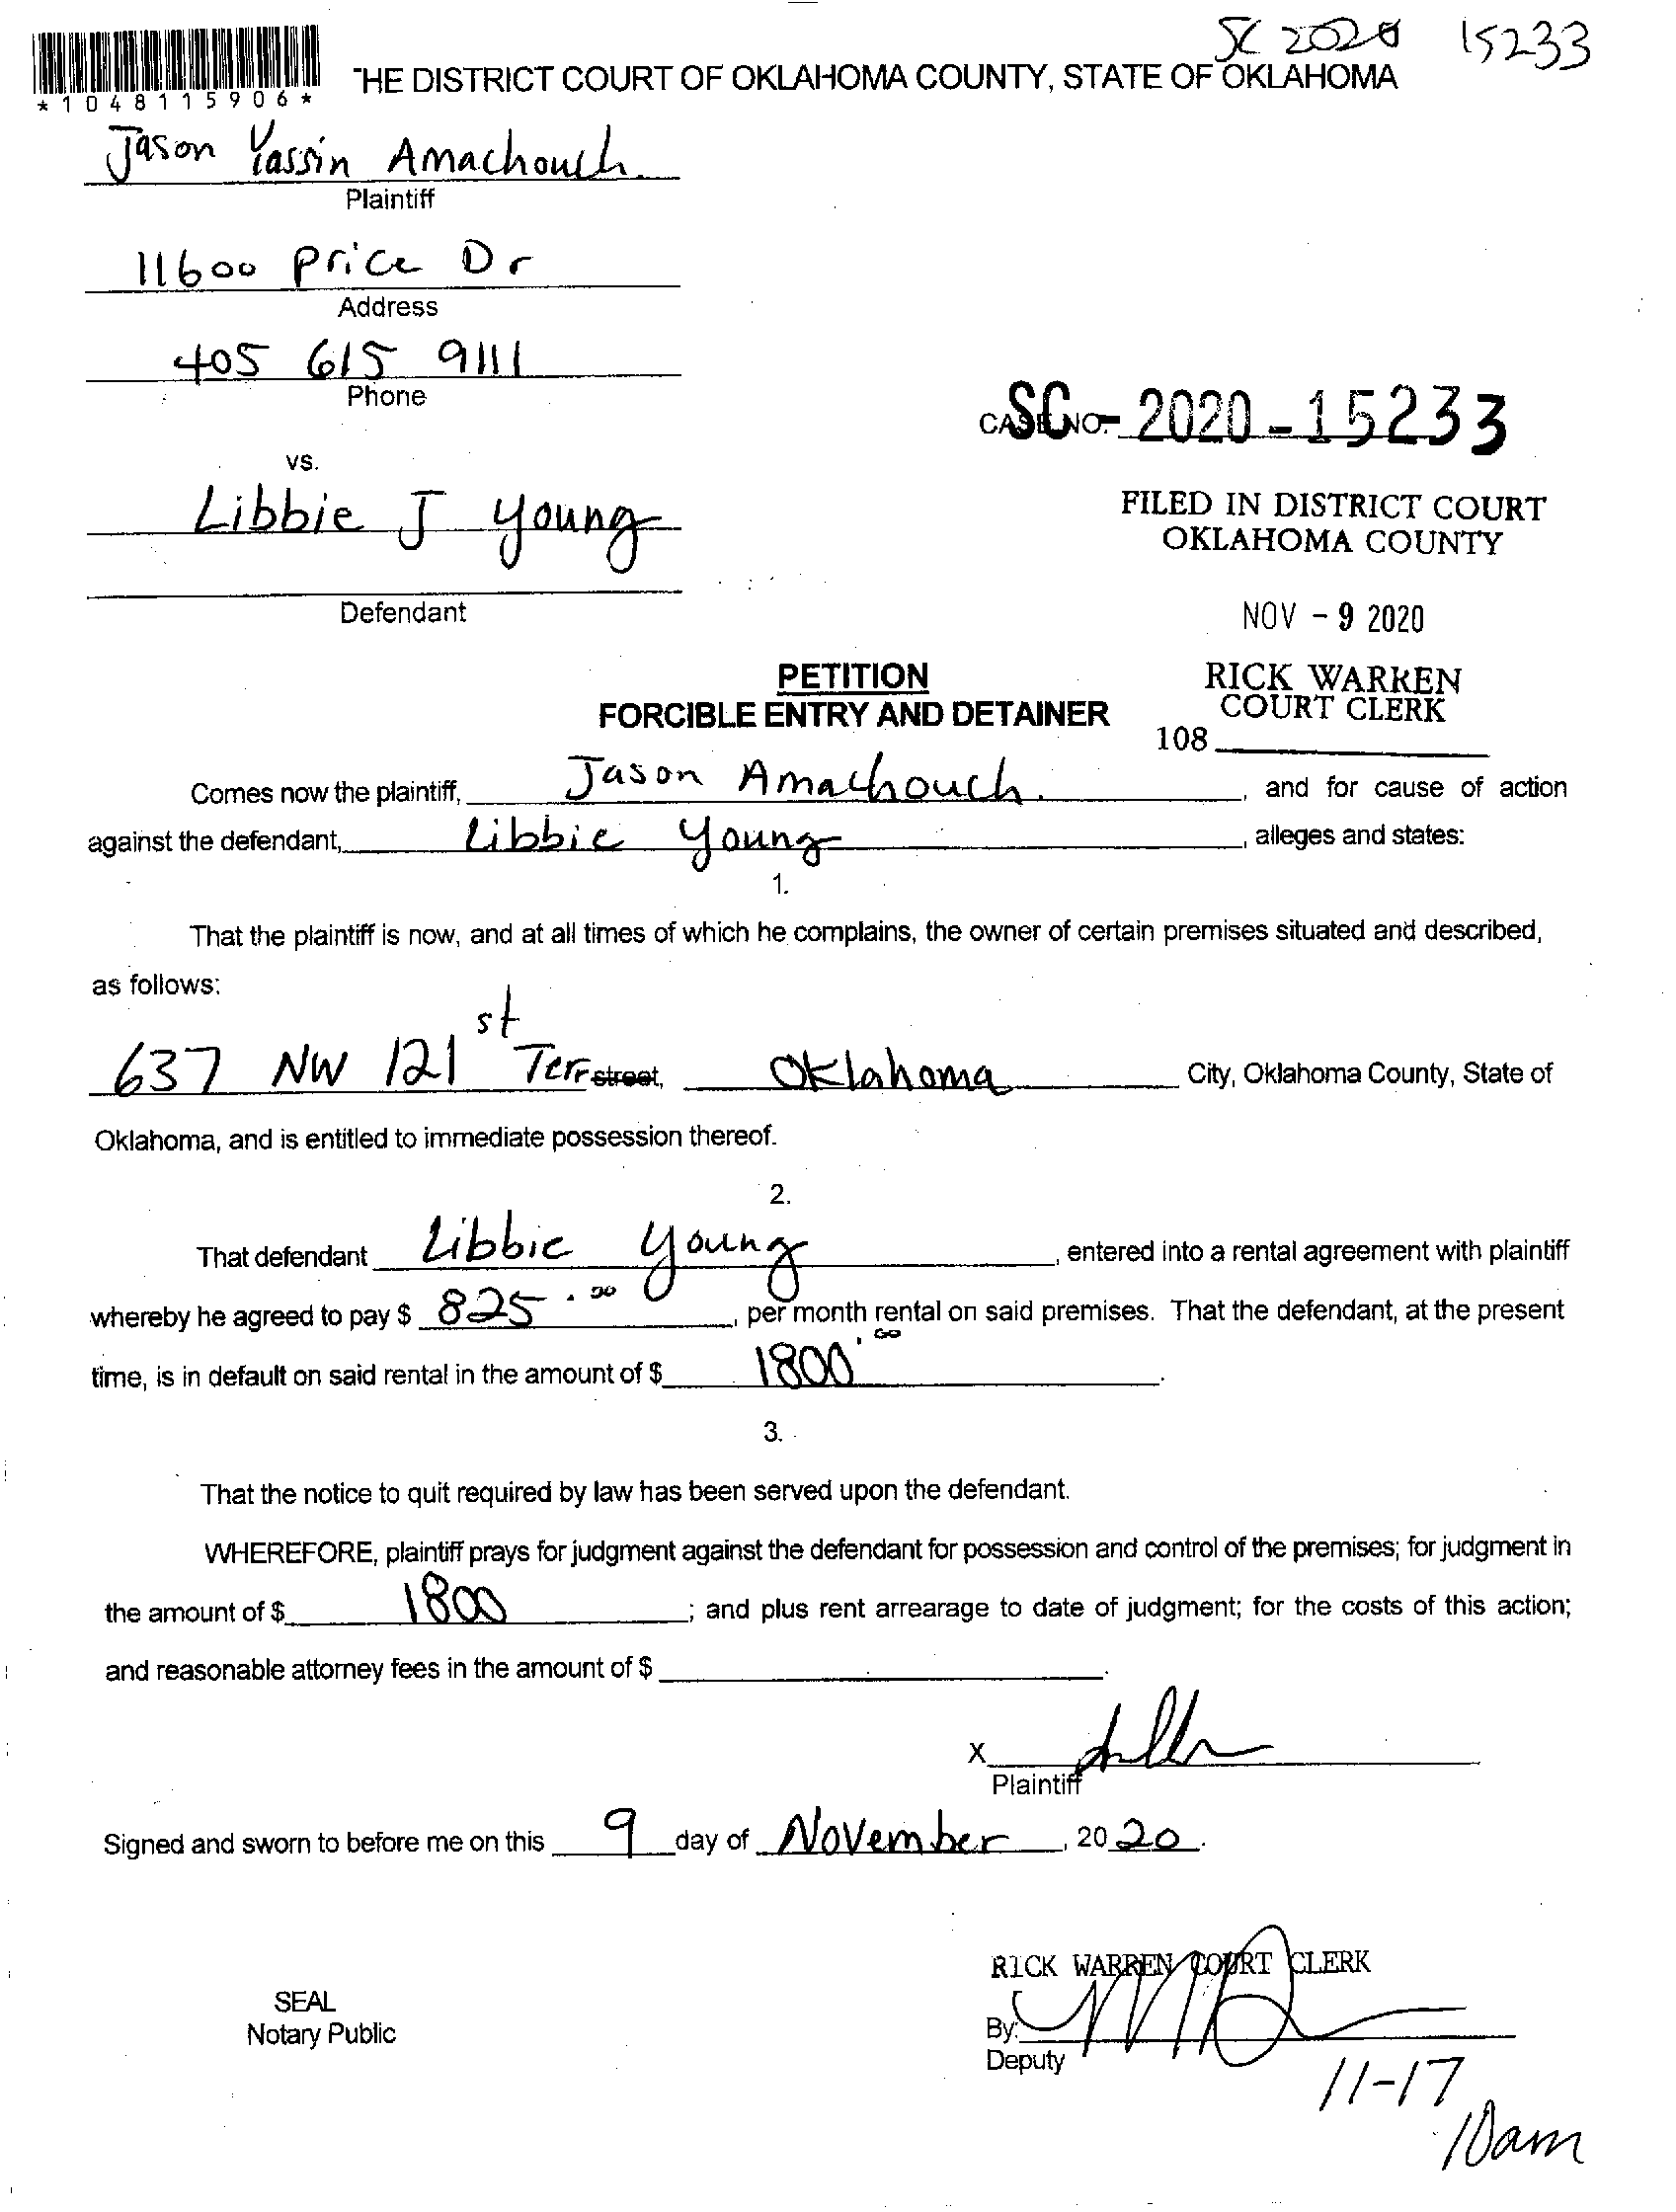 SC 2020 15233
*1048115906*
THE DISTRICT COURT OF OKLAHOMA COUNTY, STATE OF OKLAHOMA
Jason Yassin Amachouch
Plaintiff
11600 Price Dr
Address
405 615 9111
Phone
CASE NO. SC-2020-15233
vs.
Libbie J Young
FILED IN DISTRICT COURT
OKLAHOMA COUNTY
Defendant
NOV - 9 2020
PETITION
FORCIBLE ENTRY AND DETAINER
RICK WARREN
COURT CLERK
108
Comes now the plaintiff, Jason Amachouch, and for cause of action
against the defendant, Libbie Young, alleges and states:
1.
That the plaintiff is now, and at all times of which he complains, the owner of certain premises situated and described,
as follows:
637 NW 121st Terr street, Oklahoma City, Oklahoma County, State of
Oklahoma, and is entitled to immediate possession thereof.
2.
That defendant Libbie Young, entered into a rental agreement with plaintiff
whereby he agreed to pay $ 825.00, per month rental on said premises. That the defendant, at the present
time, is in default on said rental in the amount of $ 1800.00.
3.
That the notice to quit required by law has been served upon the defendant.
WHEREFORE, plaintiff prays for judgment against the defendant for possession and control of the premises; for judgment in
the amount of $ 1800; and plus rent arrearage to date of judgment; for the costs of this action;
and reasonable attorney fees in the amount of $
X
Plaintiff
Signed and sworn to before me on this 9 day of November, 2020.
RICK WARREN COURT CLERK
SEAL
Notary Public
By:
Deputy
11-17
10am